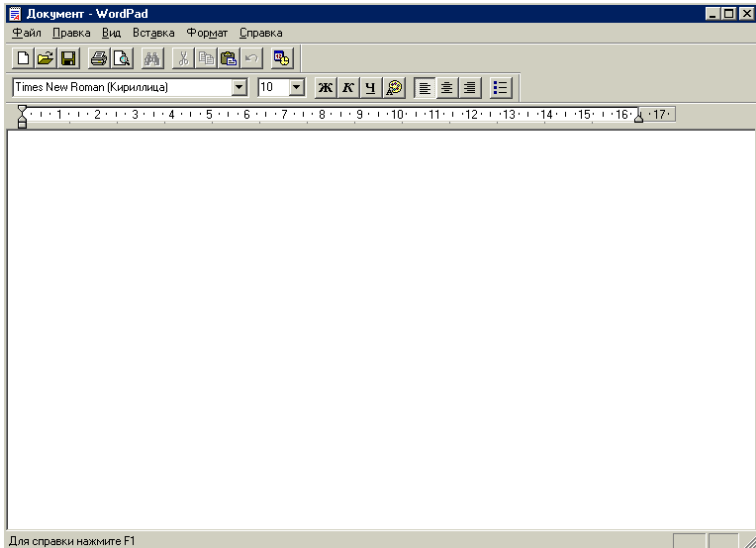 Документ - WordPad
Файл Правка Вид Вставка Формат Справка
Times New Roman (Кириллица) 10 Ж К Ч
1 2 3 4 5 6 7 8 9 10 11 12 13 14 15 16 17
Для справки нажмите F1